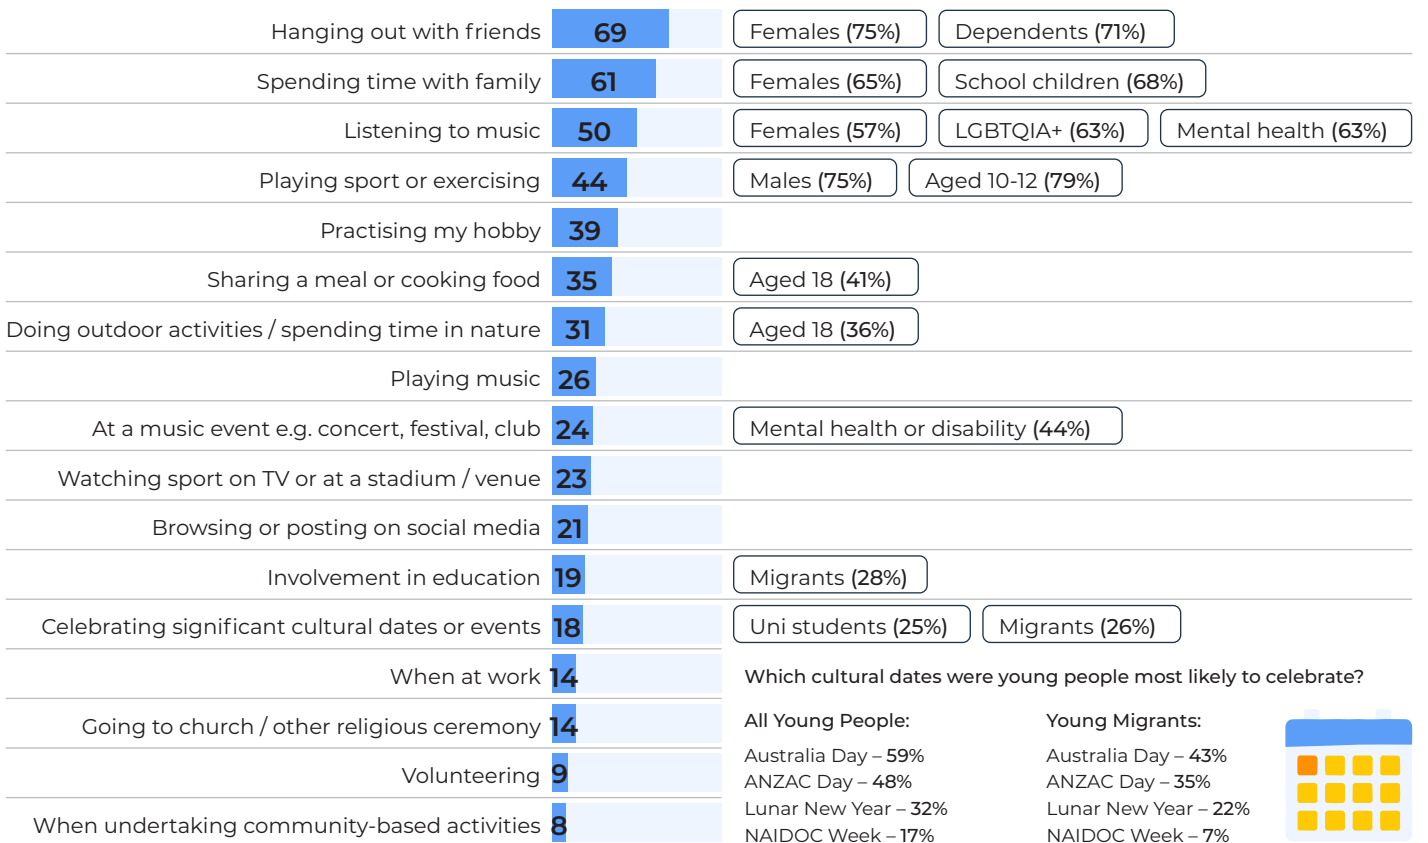 Hanging out with friends 69 Females (75%) Dependents (71%)
Spending time with family 61 Females (65%) School children (68%)
Listening to music 50 Females (57%) LGBTQIA+ (63%) Mental health (63%)
Playing sport or exercising 44 Males (75%) Aged 10-12 (79%)
Practising my hobby 39
Sharing a meal or cooking food 35 Aged 18 (41%)
Doing outdoor activities / spending time in nature 31 Aged 18 (36%)
Playing music 26
At a music event e.g. concert, festival, club 24 Mental health or disability (44%)
Watching sport on TV or at a stadium / venue 23
Browsing or posting on social media 21
Involvement in education 19 Migrants (28%)
Celebrating significant cultural dates or events 18 Uni students (25%) Migrants (26%)
When at work 14
Going to church / other religious ceremony 14
Volunteering 9
When undertaking community-based activities 8
Which cultural dates were young people most likely to celebrate?
All Young People:
Australia Day – 59%
ANZAC Day – 48%
Lunar New Year – 32%
NAIDOC Week – 17%
Young Migrants:
Australia Day – 43%
ANZAC Day – 35%
Lunar New Year – 22%
NAIDOC Week – 7%